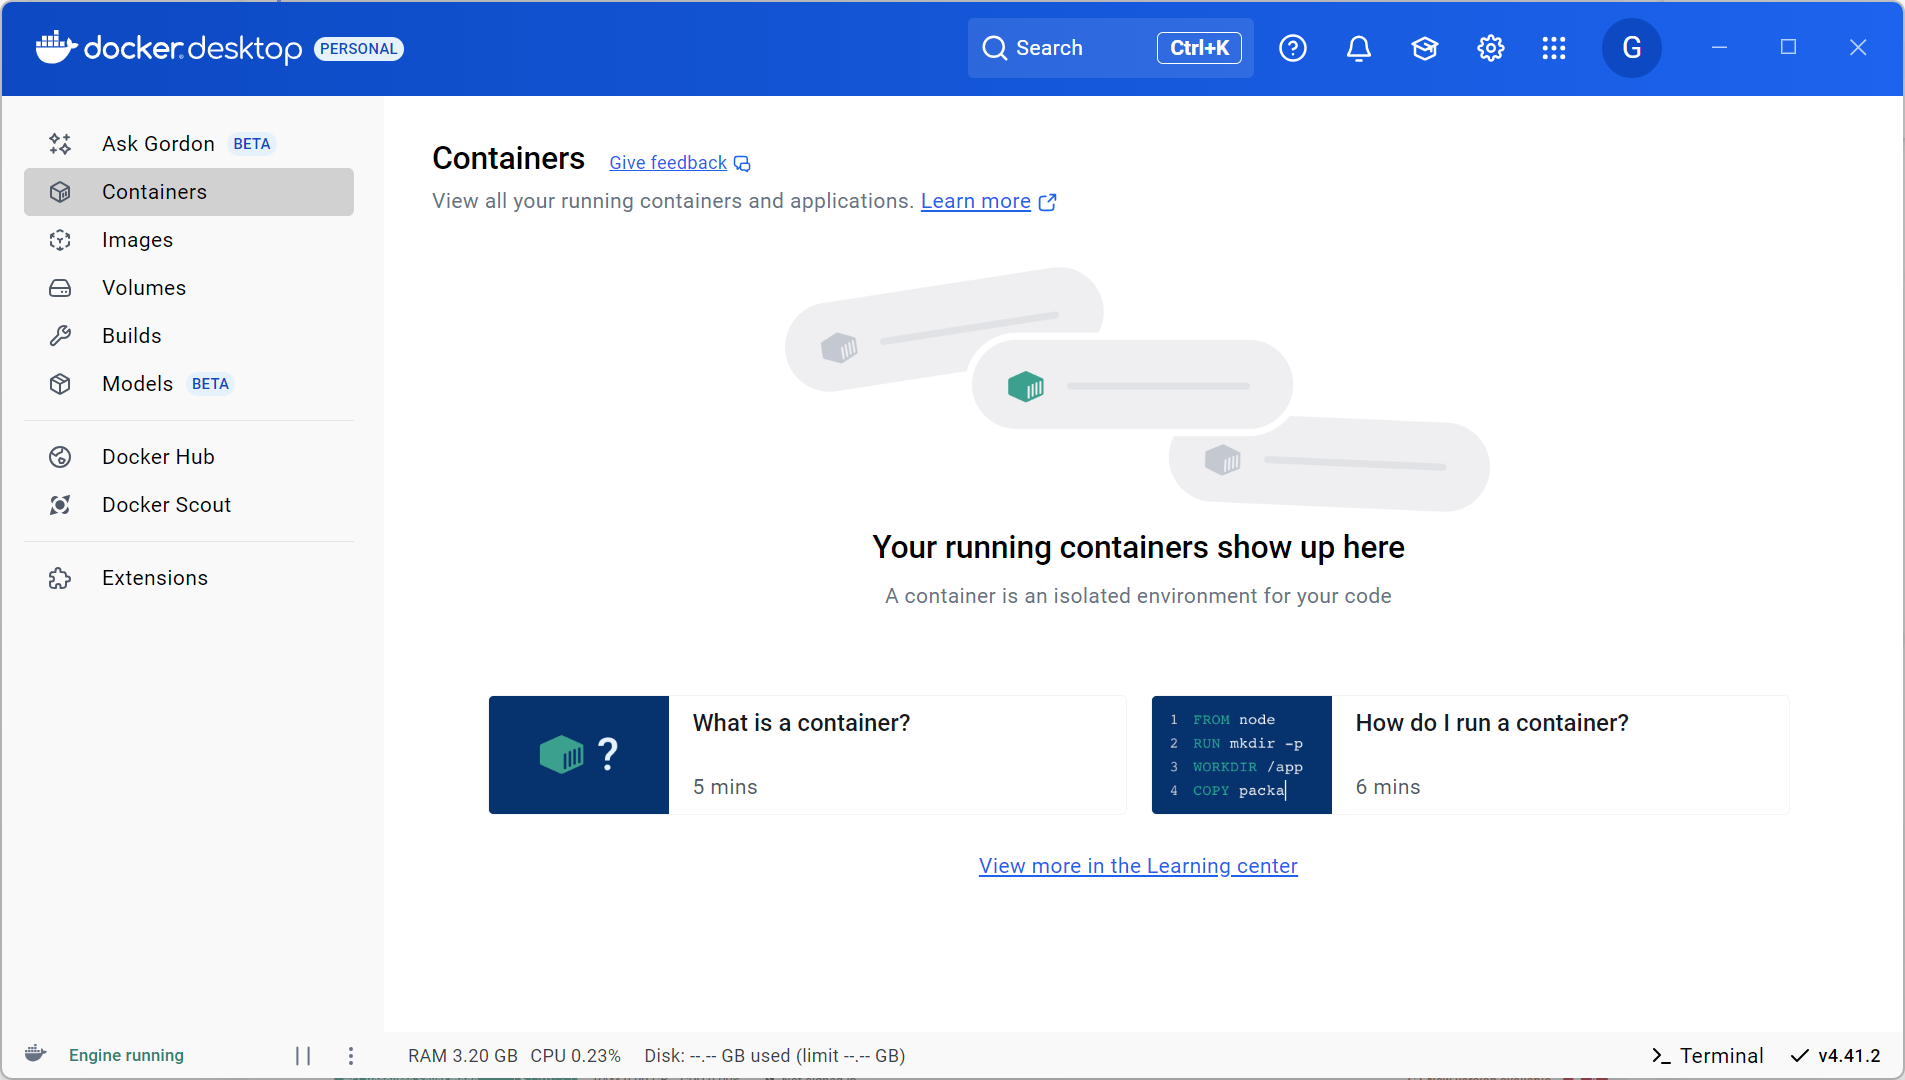 docker desktop PERSONAL
Search Ctrl+K
G
Ask Gordon BETA
Containers
Images
Volumes
Builds
Models BETA
Docker Hub
Docker Scout
Extensions
Containers Give feedback
View all your running containers and applications. Learn more
Your running containers show up here
A container is an isolated environment for your code
?
What is a container?
5 mins
1 FROM node
2 RUN mkdir -p
3 WORKDIR /app
4 COPY packa
How do I run a container?
6 mins
View more in the Learning center
Engine running
RAM 3.20 GB CPU 0.23% Disk: --.-- GB used (limit --.-- GB)
Terminal v4.41.2